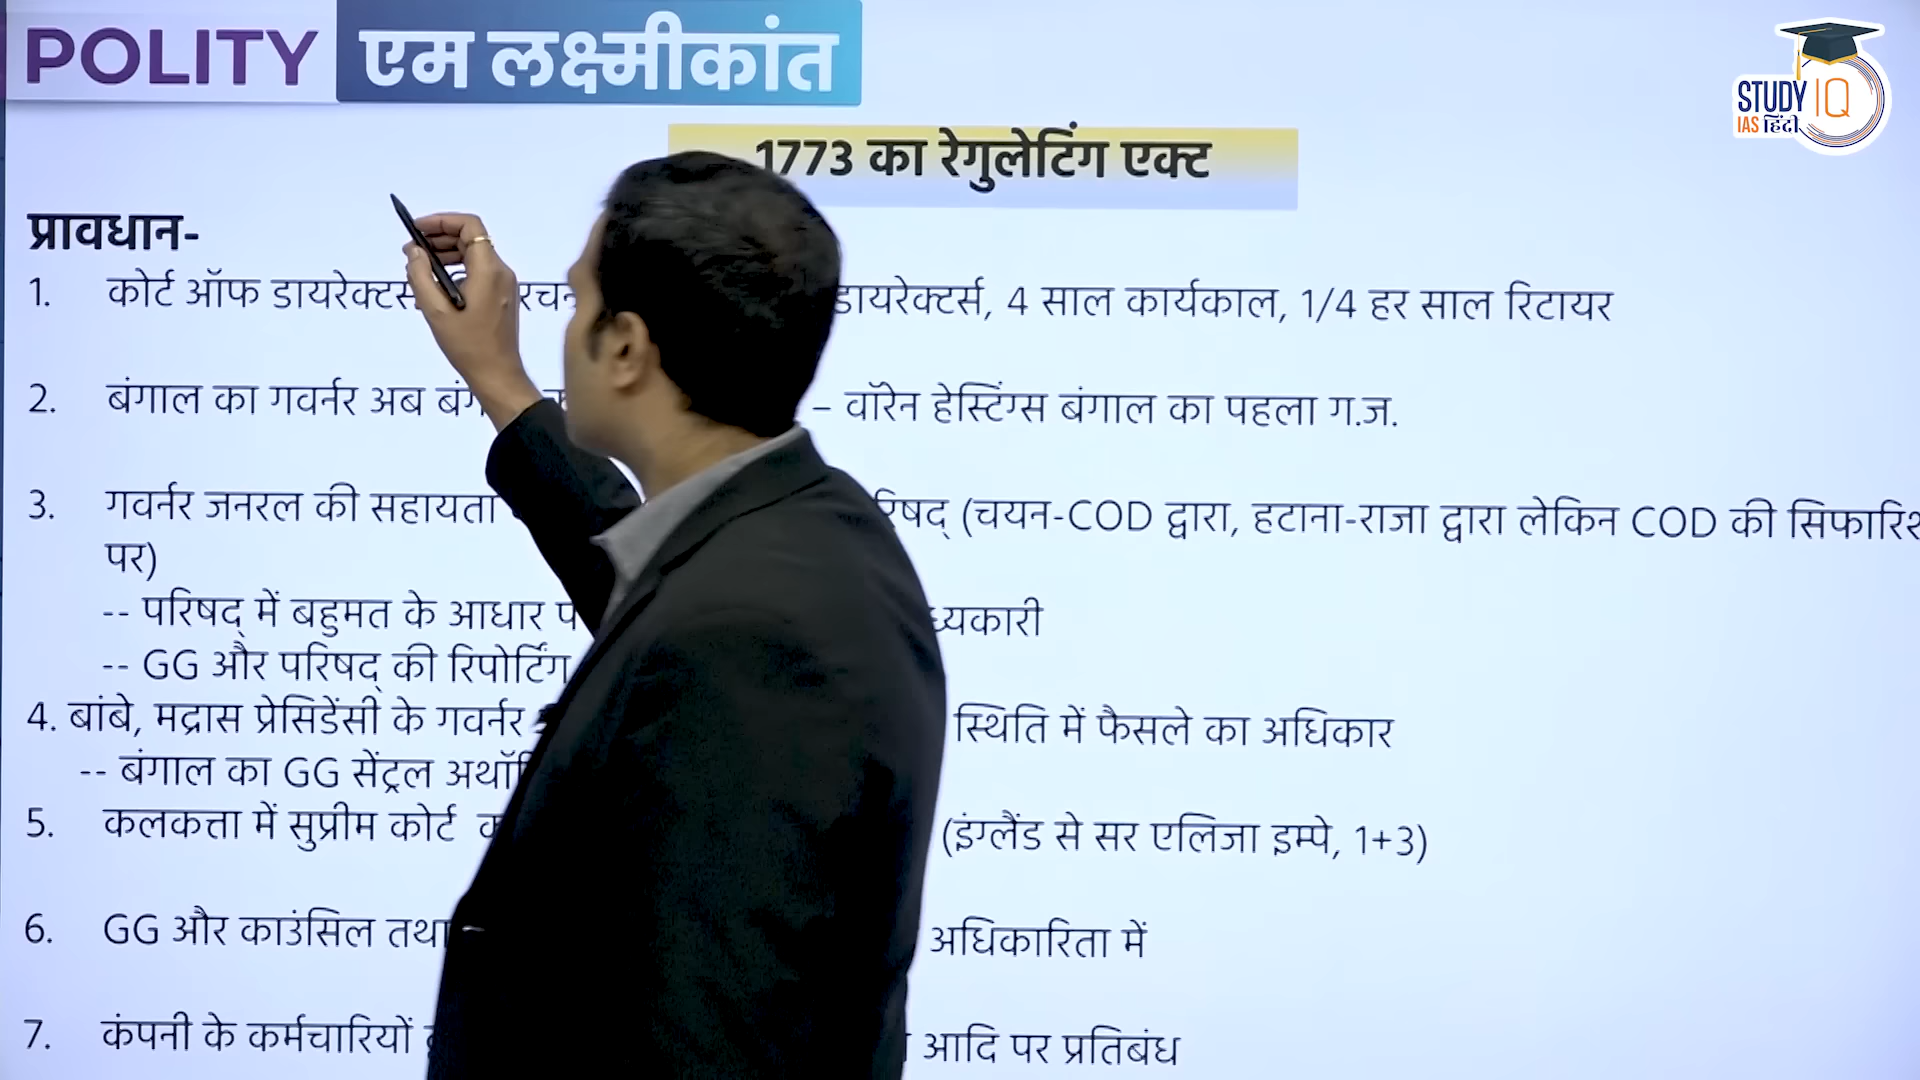 POLITY एम लक्ष्मीकांत
STUDY IQ
IAS हिंदी
1773 का रेगुलेटिंग एक्ट
प्रावधान-
1. कोर्ट ऑफ डायरेक्टर्स डायरेक्टर्स, 4 साल कार्यकाल, 1/4 हर साल रिटायर
2. बंगाल का गवर्नर अब – वॉरेन हेस्टिंग्स बंगाल का पहला ग.ज.
3. गवर्नर जनरल की सहायता (चयन-COD द्वारा, हटाना-राजा द्वारा लेकिन COD की
पर)
-- परिषद् में बहुमत के आधार
-- GG और परिषद् की रिपोर्टिंग
4. बांबे, मद्रास प्रेसिडेंसी के गवर्नर स्थिति में फैसले का अधिकार
-- बंगाल का GG सेंट्रल
5. कलकत्ता में सुप्रीम कोर्ट (इंग्लैंड से सर एलिजा इम्पे, 1+3)
6. GG और काउंसिल तथा अधिकारिता में
7. कंपनी के कर्मचारियों आदि पर प्रतिबंध